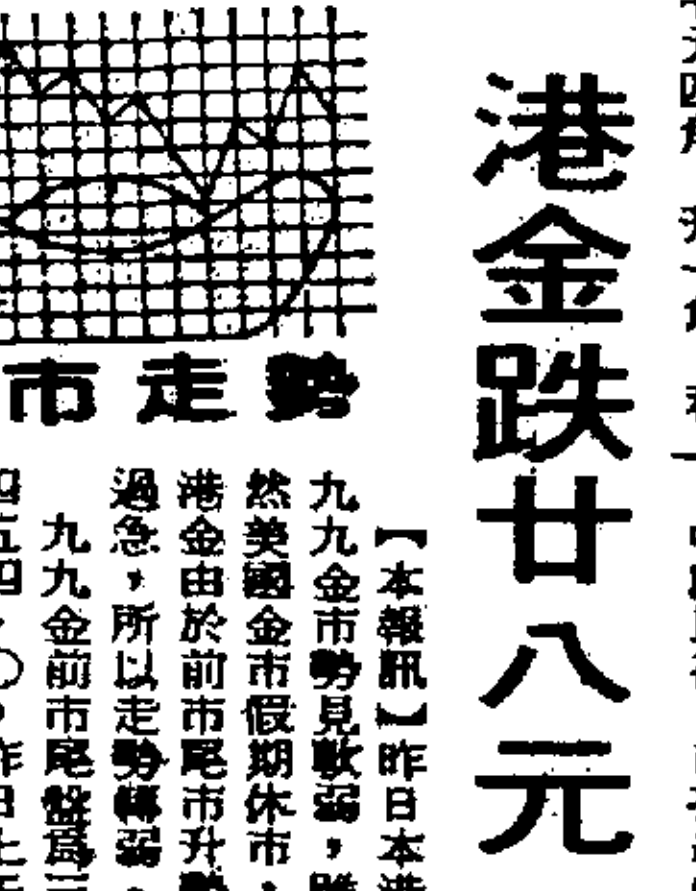 港金跌廿八元
市走勢
【本報訊】昨日本港
九九金市勢見軟弱,雖
然美國金市假期休市,
港金由於前市尾市升勢
過急,所以走勢轉弱。
九九金前市尾盤爲三